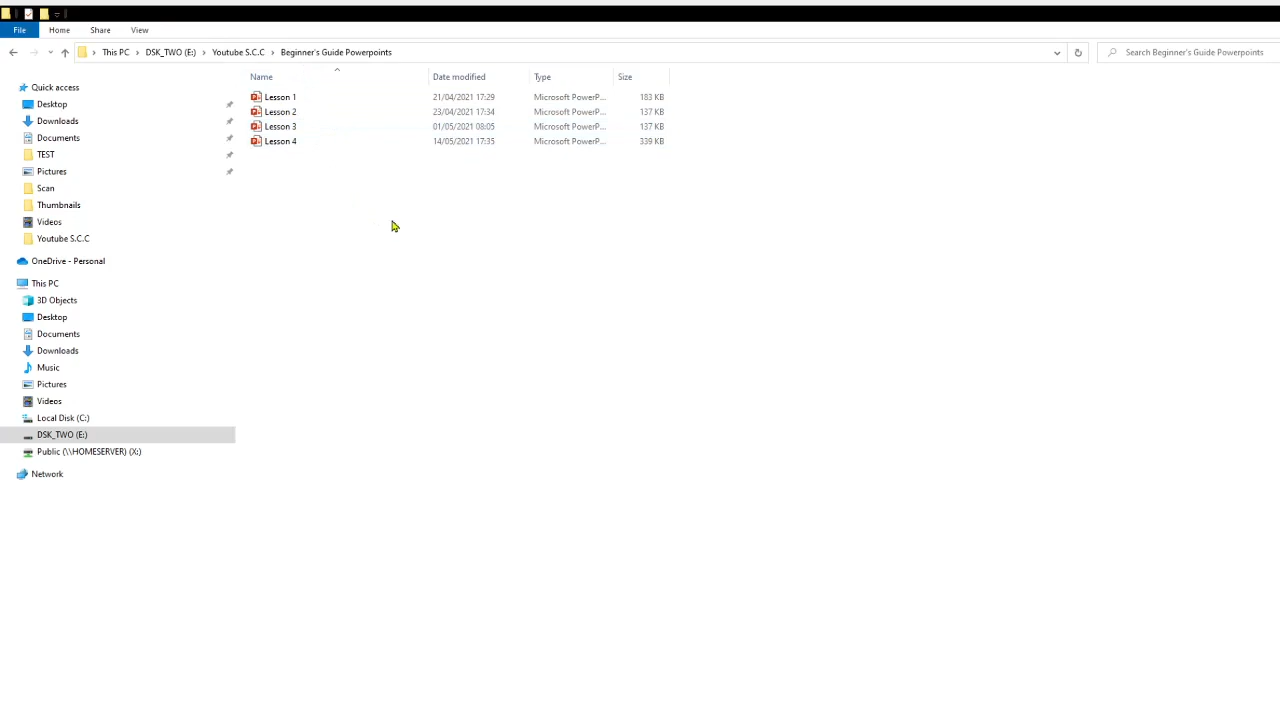 File Home Share View
This PC DSK_TWO (E:) Youtube S.C.C Beginner's Guide Powerpoints Search Beginner's Guide Powerpoints
Name Date modified Type Size
Lesson 1 21/04/2021 17:29 Microsoft PowerP... 183 KB
Lesson 2 23/04/2021 17:34 Microsoft PowerP... 137 KB
Lesson 3 01/05/2021 08:05 Microsoft PowerP... 137 KB
Lesson 4 14/05/2021 17:35 Microsoft PowerP... 339 KB
Quick access
Desktop
Downloads
Documents
TEST
Pictures
Scan
Thumbnails
Videos
Youtube S.C.C
OneDrive - Personal
This PC
3D Objects
Desktop
Documents
Downloads
Music
Pictures
Videos
Local Disk (C:)
DSK_TWO (E:)
Public (\\HOMESERVER) (X:)
Network